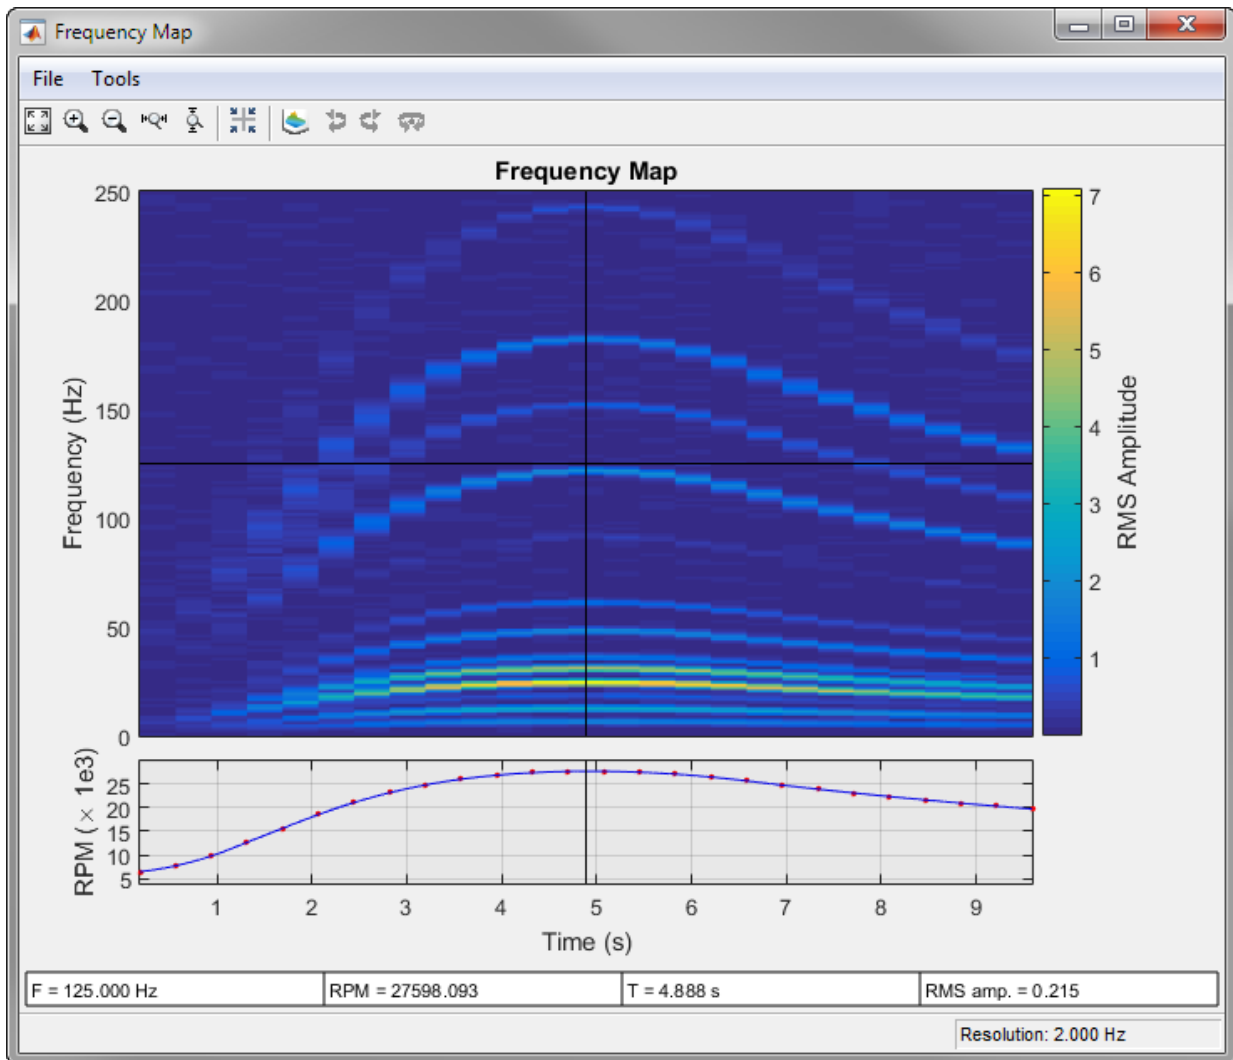 Frequency Map
File Tools
Frequency Map
250
200
150
100
50
0
Frequency (Hz)
7
6
5
4
3
2
1
RMS Amplitude
25
20
15
10
5
RPM ( × 1e3)
1 2 3 4 5 6 7 8 9
Time (s)
F = 125.000 Hz RPM = 27598.093 T = 4.888 s RMS amp. = 0.215
Resolution: 2.000 Hz